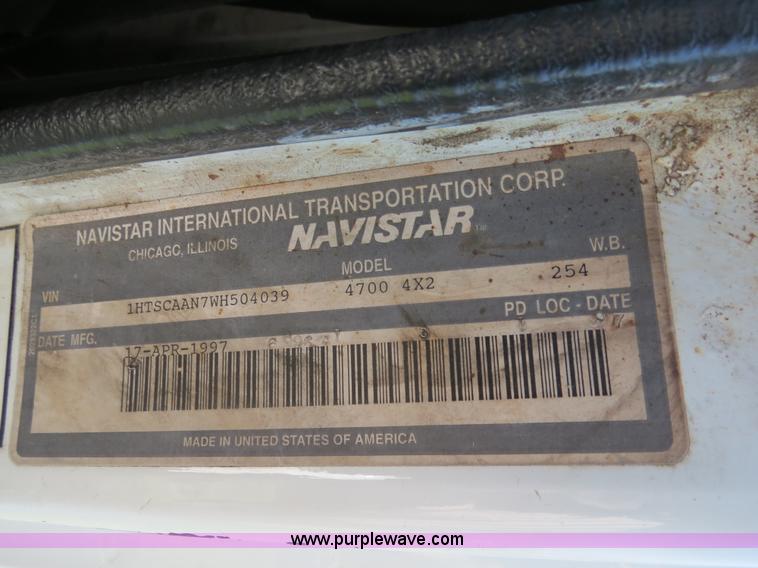 NAVISTAR INTERNATIONAL TRANSPORTATION CORP.
CHICAGO, ILLINOIS NAVISTAR
VIN MODEL W.B.
1HTSCAAN7WH504039 4700 4X2 254
DATE MFG. PD LOC - DATE
17-APR-1997
MADE IN UNITED STATES OF AMERICA
www.purplewave.com